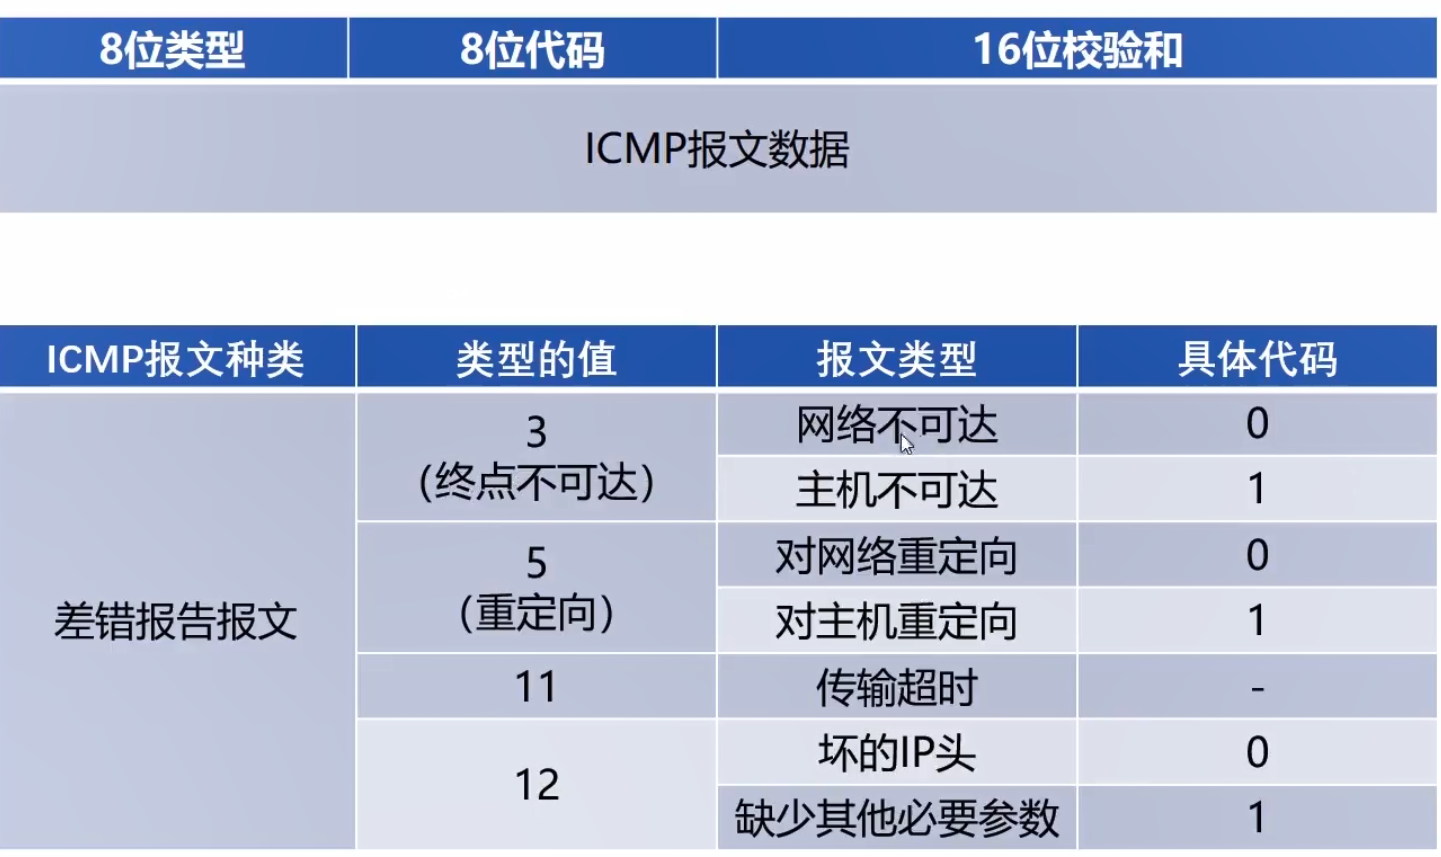 8位类型 8位代码 16位校验和
ICMP报文数据
ICMP报文种类 类型的值 报文类型 具体代码
差错报告报文
3
（终点不可达）
网络不可达 0
主机不可达 1
5
（重定向）
对网络重定向 0
对主机重定向 1
11 传输超时 -
12
坏的IP头 0
缺少其他必要参数 1